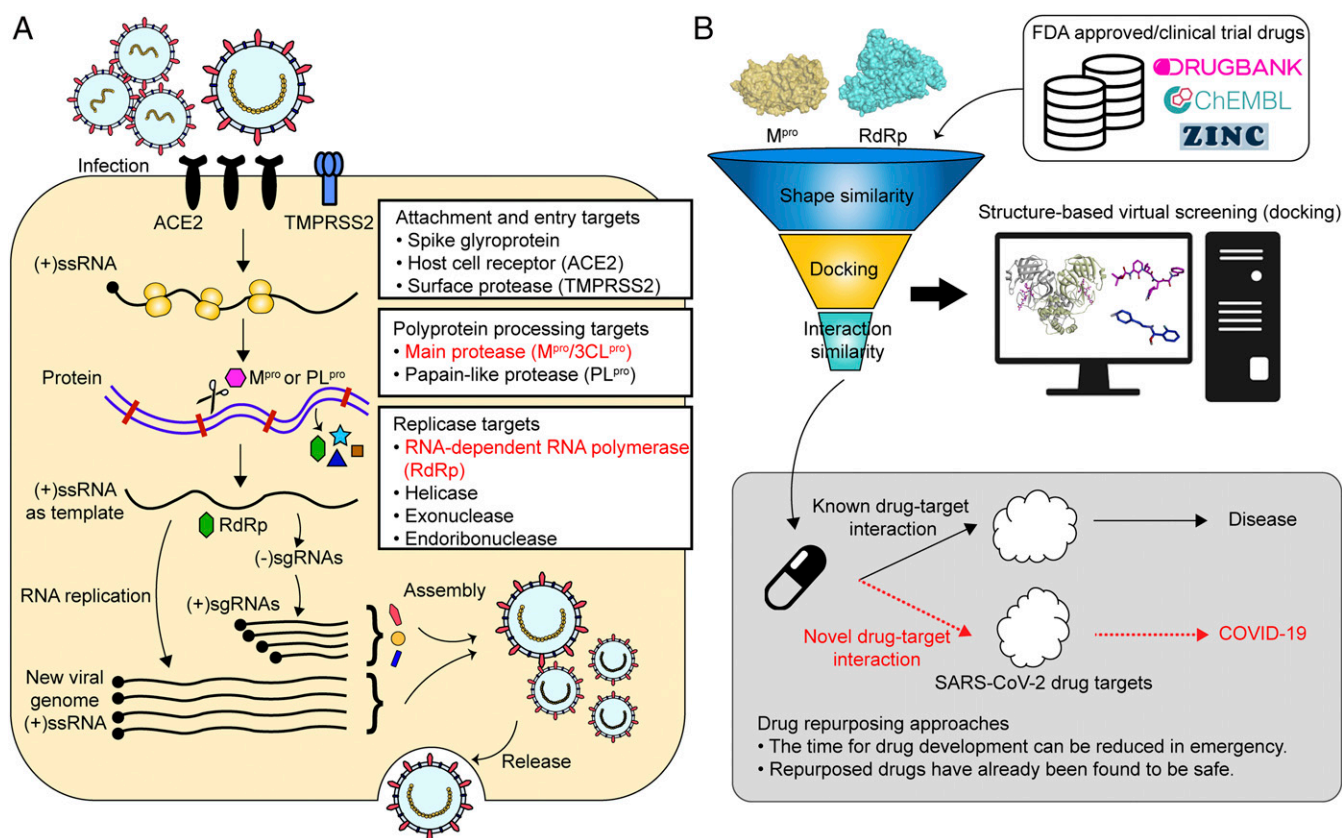 A
Infection
ACE2
TMPRSS2
(+)ssRNA
Attachment and entry targets
• Spike glyroprotein
• Host cell receptor (ACE2)
• Surface protease (TMPRSS2)
Polyprotein processing targets
• Main protease (Mpro/3CLpro)
• Papain-like protease (PLpro)
Protein
Mpro or PLpro
Replicase targets
• RNA-dependent RNA polymerase
(RdRp)
• Helicase
• Exonuclease
• Endoribonuclease
(+)ssRNA
as template
RdRp
(-)sgRNAs
RNA replication
(+)sgRNAs
Assembly
New viral
genome
(+)ssRNA
Release
B
Mpro
RdRp
FDA approved/clinical trial drugs
DRUGBANK
ChEMBL
ZINC
Shape similarity
Docking
Interaction
similarity
Structure-based virtual screening (docking)
Known drug-target
interaction
Disease
Novel drug-target
interaction
COVID-19
SARS-CoV-2 drug targets
Drug repurposing approaches
• The time for drug development can be reduced in emergency.
• Repurposed drugs have already been found to be safe.